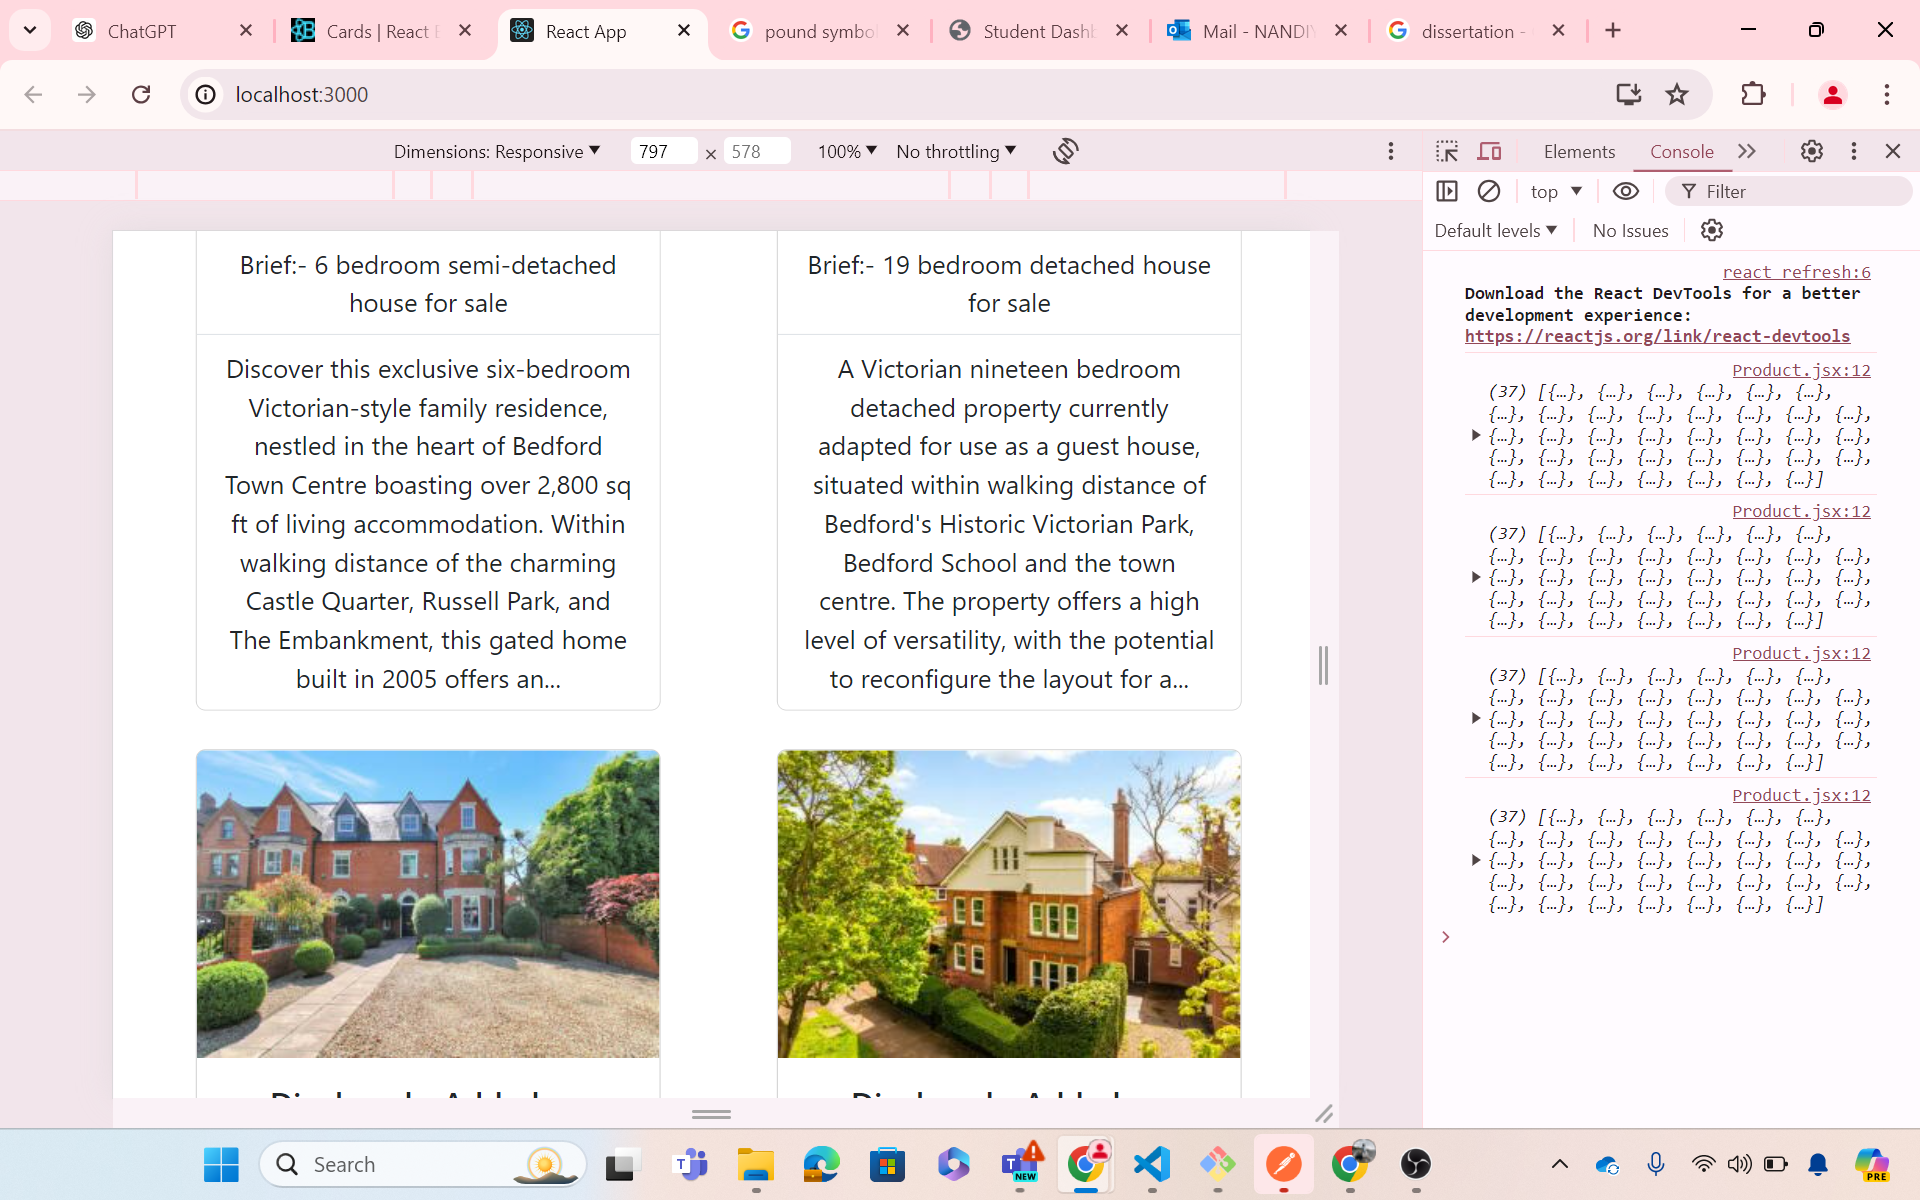 ChatGPT
Cards | React
React App
pound symbo
Student Dash
Mail - NANDI
dissertation -
localhost:3000
Dimensions: Responsive
797 × 578
100%
No throttling
Elements
Console
top
Filter
Default levels
No Issues
Brief:- 6 bedroom semi-detached
house for sale
Discover this exclusive six-bedroom
Victorian-style family residence,
nestled in the heart of Bedford
Town Centre boasting over 2,800 sq
ft of living accommodation. Within
walking distance of the charming
Castle Quarter, Russell Park, and
The Embankment, this gated home
built in 2005 offers an...
Brief:- 19 bedroom detached house
for sale
A Victorian nineteen bedroom
detached property currently
adapted for use as a guest house,
situated within walking distance of
Bedford's Historic Victorian Park,
Bedford School and the town
centre. The property offers a high
level of versatility, with the potential
to reconfigure the layout for a...
react refresh:6
Download the React DevTools for a better
development experience:
https://reactjs.org/link/react-devtools
Product.jsx:12
(37) [{…}, {…}, {…}, {…}, {…}, {…},
{…}, {…}, {…}, {…}, {…}, {…}, {…}, {…},
{…}, {…}, {…}, {…}, {…}, {…}, {…}, {…},
{…}, {…}, {…}, {…}, {…}, {…}, {…}, {…},
{…}, {…}, {…}, {…}, {…}, {…}, {…}]
Product.jsx:12
(37) [{…}, {…}, {…}, {…}, {…}, {…},
{…}, {…}, {…}, {…}, {…}, {…}, {…}, {…},
{…}, {…}, {…}, {…}, {…}, {…}, {…}, {…},
{…}, {…}, {…}, {…}, {…}, {…}, {…}, {…},
{…}, {…}, {…}, {…}, {…}, {…}, {…}]
Product.jsx:12
(37) [{…}, {…}, {…}, {…}, {…}, {…},
{…}, {…}, {…}, {…}, {…}, {…}, {…}, {…},
{…}, {…}, {…}, {…}, {…}, {…}, {…}, {…},
{…}, {…}, {…}, {…}, {…}, {…}, {…}, {…},
{…}, {…}, {…}, {…}, {…}, {…}, {…}]
Product.jsx:12
(37) [{…}, {…}, {…}, {…}, {…}, {…},
{…}, {…}, {…}, {…}, {…}, {…}, {…}, {…},
{…}, {…}, {…}, {…}, {…}, {…}, {…}, {…},
{…}, {…}, {…}, {…}, {…}, {…}, {…}, {…},
{…}, {…}, {…}, {…}, {…}, {…}, {…}]
Search
NEW
PRE